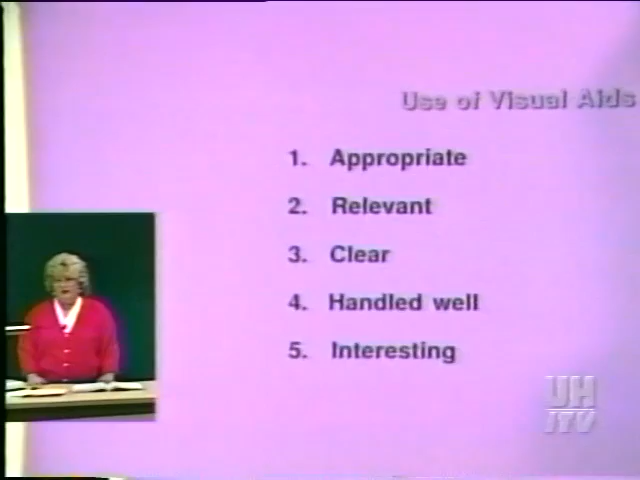 Use of Visual Aids
1. Appropriate
2. Relevant
3. Clear
4. Handled well
5. Interesting
UH
ITV